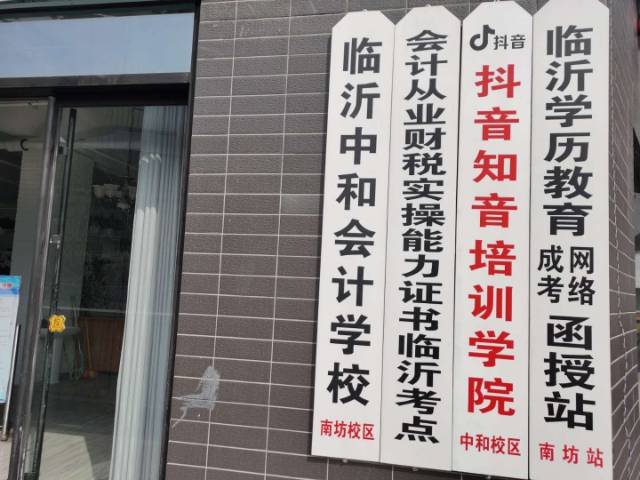 临沂中和会计学校
南坊校区
会计从业财税实操能力证书临沂考点
抖音
抖音知音培训学院
中和校区
临沂学历教育
成考
网络
函授站
南坊站